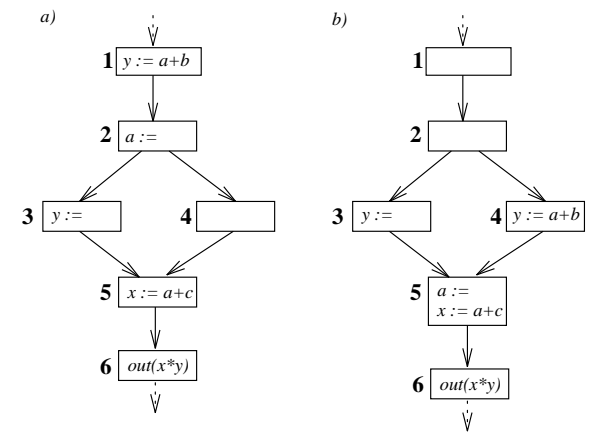 a)
1 y := a+b
2 a :=
3 y :=
4
5 x := a+c
6 out(x*y)
b)
1
2
3 y :=
4 y := a+b
5 a :=
x := a+c
6 out(x*y)